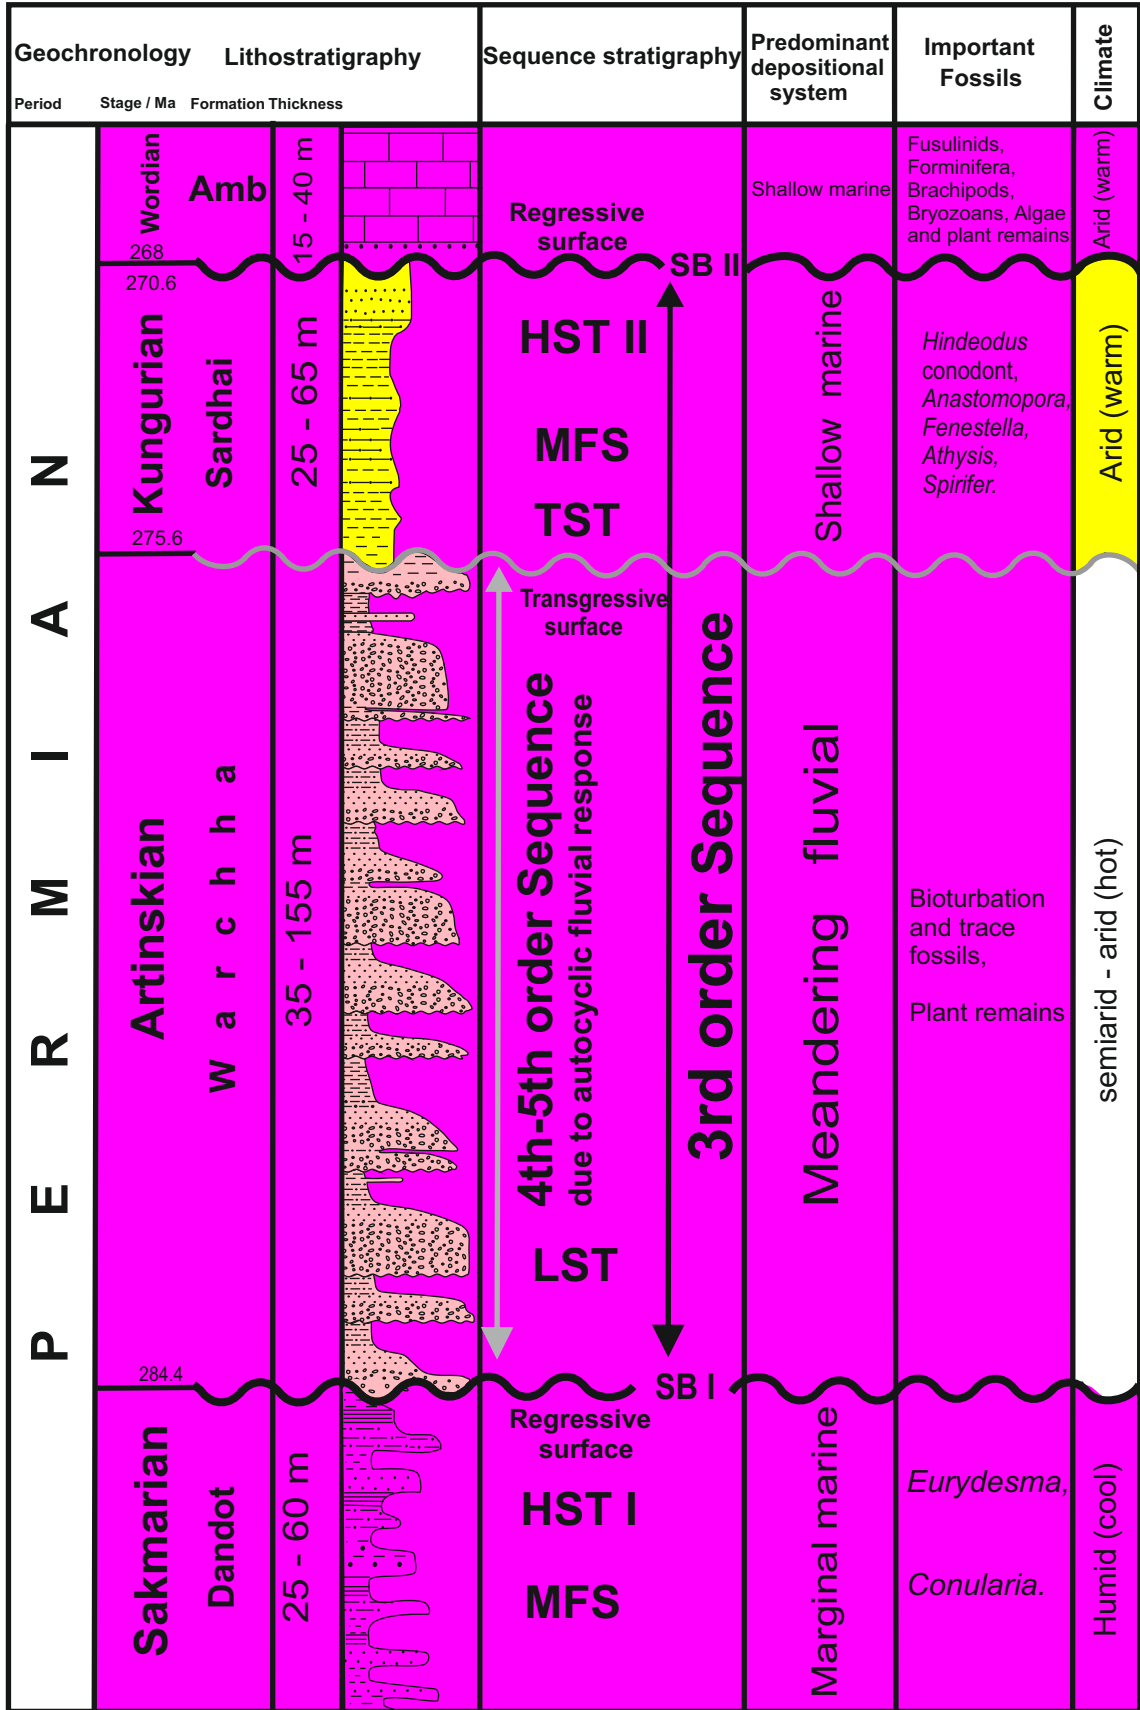 Geochronology
Lithostratigraphy
Sequence stratigraphy
Predominant
depositional
system
Important
Fossils
Climate
Period
Stage / Ma
Formation
Thickness
PERMIAN
Wordian
268
Amb
15 - 40 m
Regressive
surface
SB II
Shallow marine
Fusulinids,
Forminifera,
Brachipods,
Bryozoans, Algae
and plant remains
Arid (warm)
270.6
Kungurian
275.6
Sardhai
25 - 65 m
HST II
MFS
TST
Shallow marine
Hindeodus
conodont,
Anastomopora,
Fenestella,
Athysis,
Spirifer.
Arid (warm)
Artinskian
284.4
Warchha
35 - 155 m
Transgressive
surface
4th-5th order Sequence
due to autocyclic fluvial response
3rd order Sequence
LST
SB I
Meandering fluvial
Bioturbation
and trace
fossils,
Plant remains
semiarid - arid (hot)
Sakmarian
Dandot
25 - 60 m
Regressive
surface
HST I
MFS
Marginal marine
Eurydesma,
Conularia.
Humid (cool)